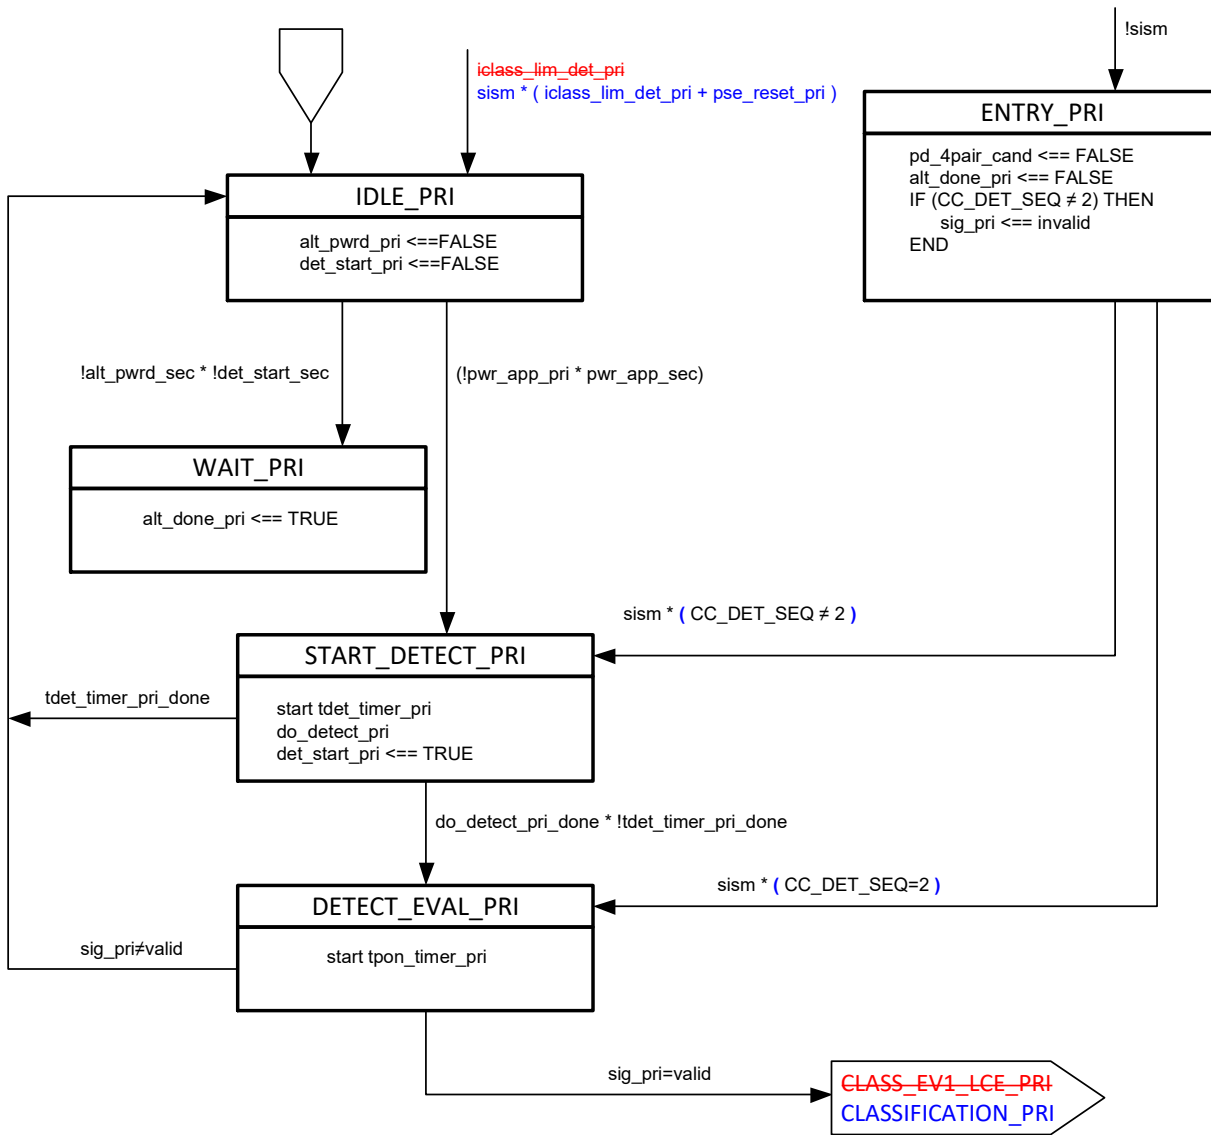 !sism
iclass_lim_det_pri
sism * ( iclass_lim_det_pri + pse_reset_pri )
ENTRY_PRI
pd_4pair_cand <== FALSE
alt_done_pri <== FALSE
IF (CC_DET_SEQ ≠ 2) THEN
sig_pri <== invalid
END
IDLE_PRI
alt_pwrd_pri <==FALSE
det_start_pri <==FALSE
!alt_pwrd_sec * !det_start_sec
(!pwr_app_pri * pwr_app_sec)
WAIT_PRI
alt_done_pri <== TRUE
sism * ( CC_DET_SEQ ≠ 2 )
START_DETECT_PRI
start tdet_timer_pri
do_detect_pri
det_start_pri <== TRUE
tdet_timer_pri_done
do_detect_pri_done * !tdet_timer_pri_done
sism * ( CC_DET_SEQ=2 )
DETECT_EVAL_PRI
start tpon_timer_pri
sig_pri≠valid
sig_pri=valid
CLASS_EV1_LCE_PRI
CLASSIFICATION_PRI